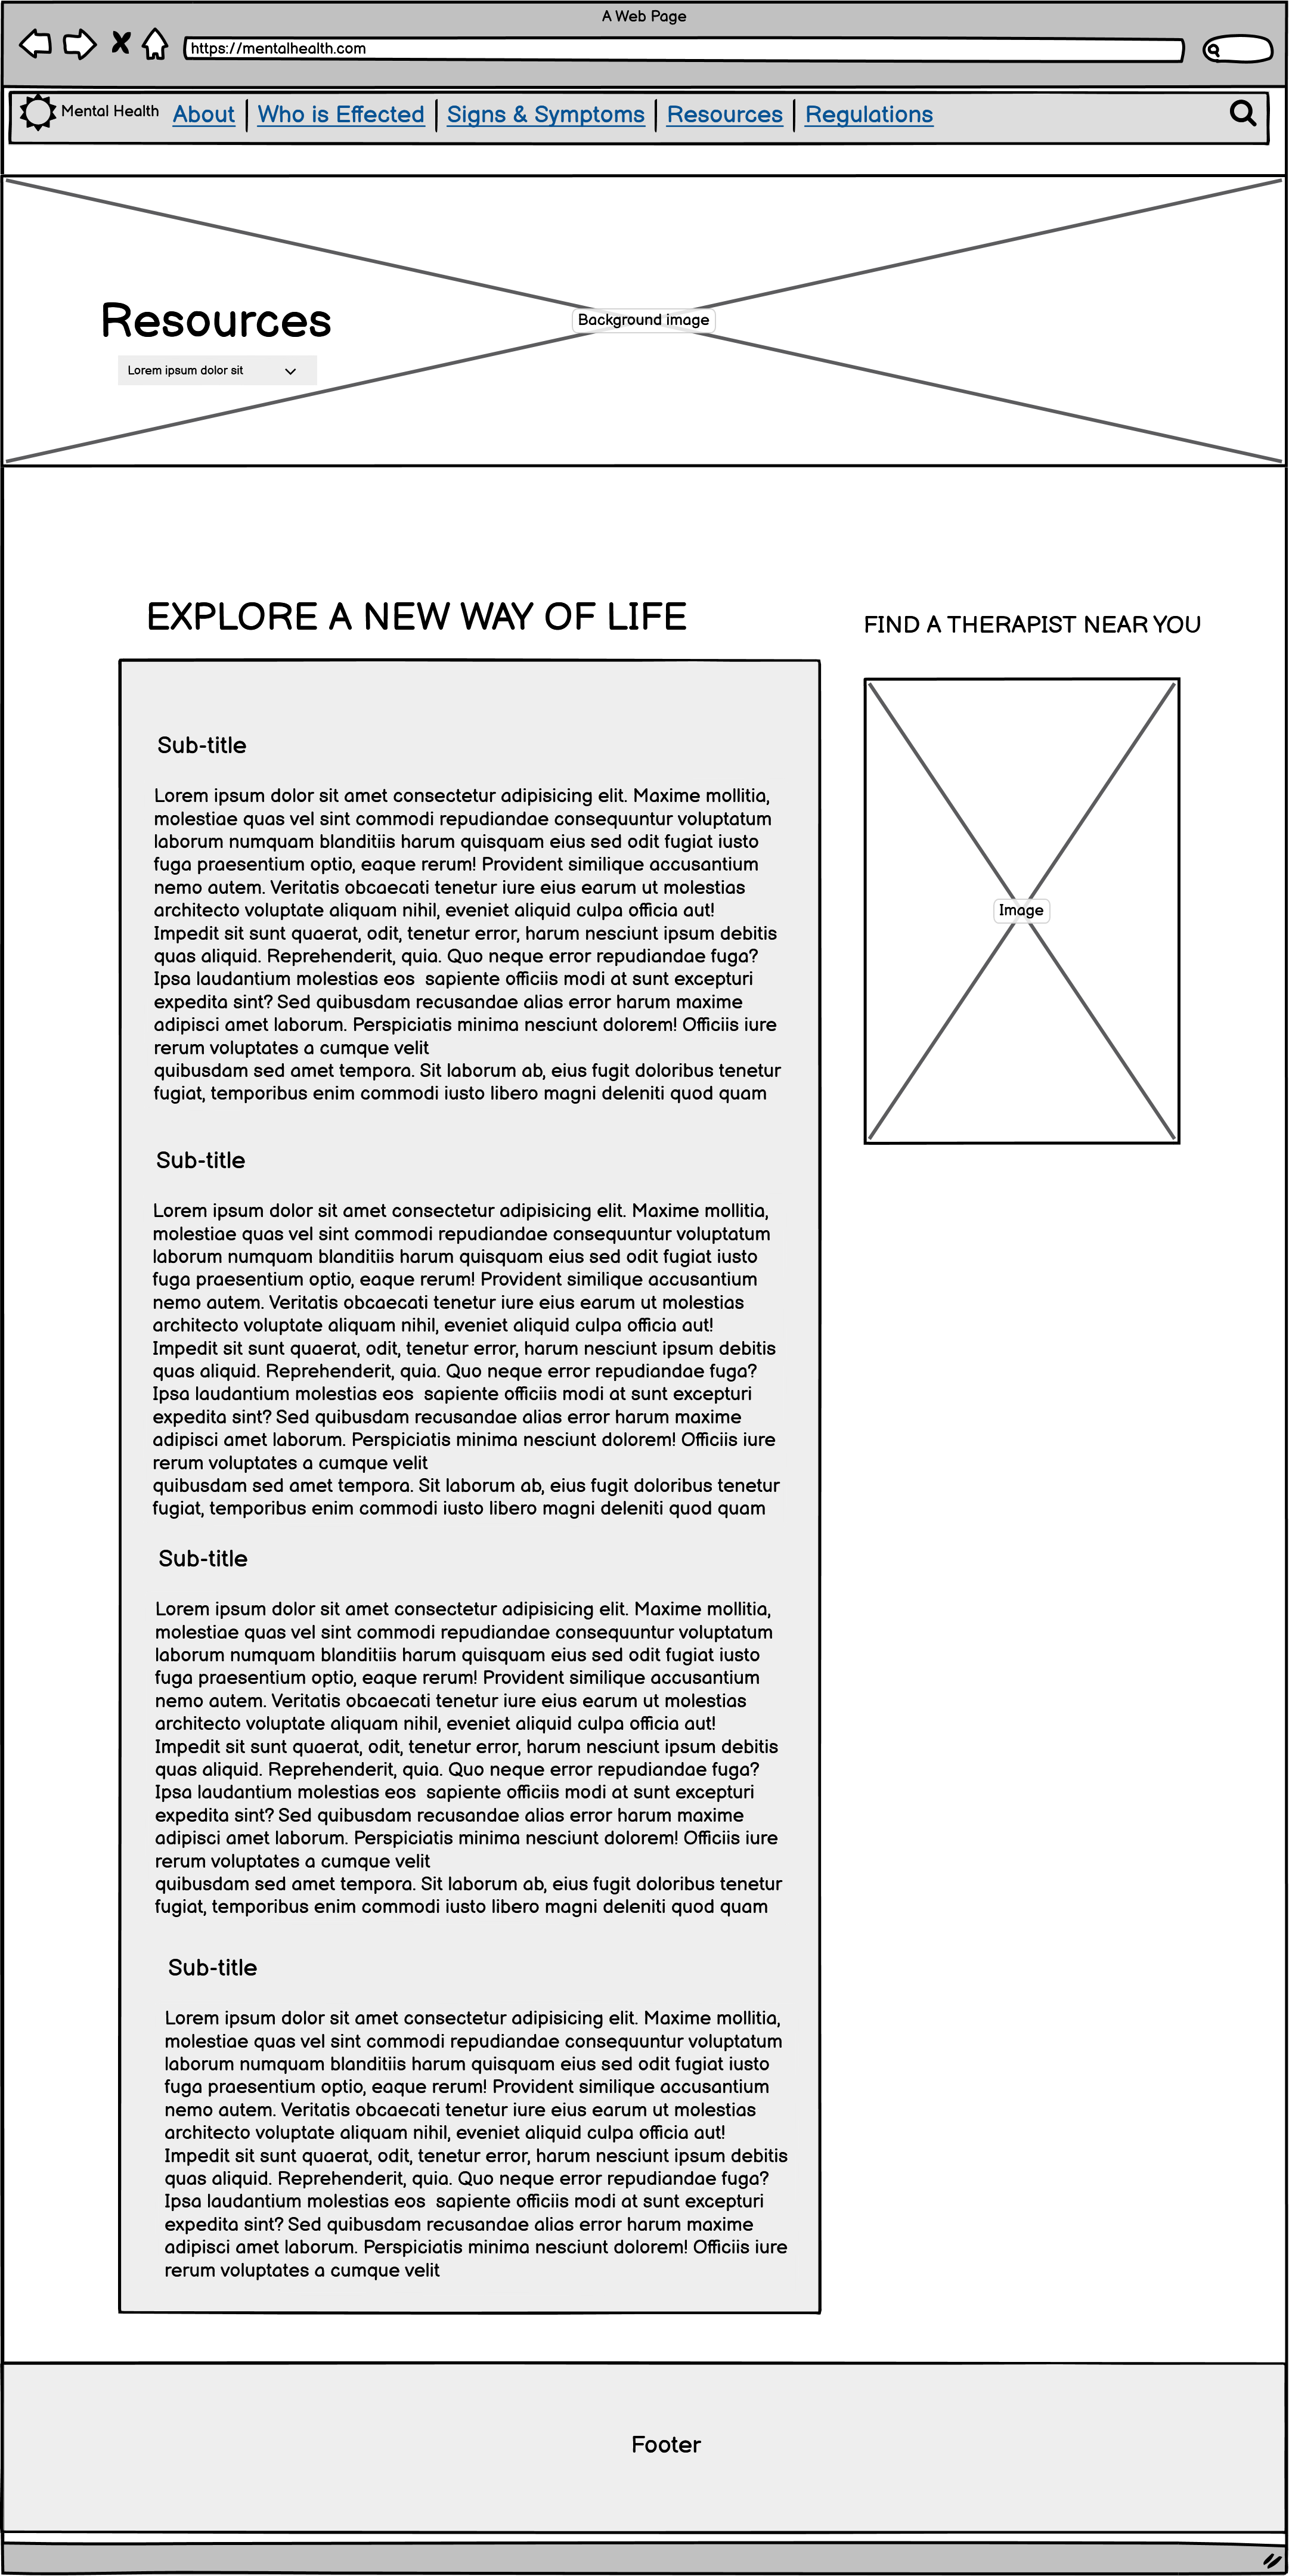 A Web Page
https://mentalhealth.com
Mental Health About Who is Effected Signs & Symptoms Resources Regulations
Background image
Resources
Lorem ipsum dolor sit
EXPLORE A NEW WAY OF LIFE
FIND A THERAPIST NEAR YOU
Sub-title
Lorem ipsum dolor sit amet consectetur adipisicing elit. Maxime mollitia,
molestiae quas vel sint commodi repudiandae consequuntur voluptatum
laborum numquam blanditiis harum quisquam eius sed odit fugiat iusto
fuga praesentium optio, eaque rerum! Provident similique accusantium
nemo autem. Veritatis obcaecati tenetur iure eius earum ut molestias
architecto voluptate aliquam nihil, eveniet aliquid culpa officia aut!
Impedit sit sunt quaerat, odit, tenetur error, harum nesciunt ipsum debitis
quas aliquid. Reprehenderit, quia. Quo neque error repudiandae fuga?
Ipsa laudantium molestias eos  sapiente officiis modi at sunt excepturi
expedita sint? Sed quibusdam recusandae alias error harum maxime
adipisci amet laborum. Perspiciatis minima nesciunt dolorem! Officiis iure
rerum voluptates a cumque velit
quibusdam sed amet tempora. Sit laborum ab, eius fugit doloribus tenetur
fugiat, temporibus enim commodi iusto libero magni deleniti quod quam
Image
Sub-title
Lorem ipsum dolor sit amet consectetur adipisicing elit. Maxime mollitia,
molestiae quas vel sint commodi repudiandae consequuntur voluptatum
laborum numquam blanditiis harum quisquam eius sed odit fugiat iusto
fuga praesentium optio, eaque rerum! Provident similique accusantium
nemo autem. Veritatis obcaecati tenetur iure eius earum ut molestias
architecto voluptate aliquam nihil, eveniet aliquid culpa officia aut!
Impedit sit sunt quaerat, odit, tenetur error, harum nesciunt ipsum debitis
quas aliquid. Reprehenderit, quia. Quo neque error repudiandae fuga?
Ipsa laudantium molestias eos  sapiente officiis modi at sunt excepturi
expedita sint? Sed quibusdam recusandae alias error harum maxime
adipisci amet laborum. Perspiciatis minima nesciunt dolorem! Officiis iure
rerum voluptates a cumque velit
quibusdam sed amet tempora. Sit laborum ab, eius fugit doloribus tenetur
fugiat, temporibus enim commodi iusto libero magni deleniti quod quam
Sub-title
Lorem ipsum dolor sit amet consectetur adipisicing elit. Maxime mollitia,
molestiae quas vel sint commodi repudiandae consequuntur voluptatum
laborum numquam blanditiis harum quisquam eius sed odit fugiat iusto
fuga praesentium optio, eaque rerum! Provident similique accusantium
nemo autem. Veritatis obcaecati tenetur iure eius earum ut molestias
architecto voluptate aliquam nihil, eveniet aliquid culpa officia aut!
Impedit sit sunt quaerat, odit, tenetur error, harum nesciunt ipsum debitis
quas aliquid. Reprehenderit, quia. Quo neque error repudiandae fuga?
Ipsa laudantium molestias eos  sapiente officiis modi at sunt excepturi
expedita sint? Sed quibusdam recusandae alias error harum maxime
adipisci amet laborum. Perspiciatis minima nesciunt dolorem! Officiis iure
rerum voluptates a cumque velit
quibusdam sed amet tempora. Sit laborum ab, eius fugit doloribus tenetur
fugiat, temporibus enim commodi iusto libero magni deleniti quod quam
Sub-title
Lorem ipsum dolor sit amet consectetur adipisicing elit. Maxime mollitia,
molestiae quas vel sint commodi repudiandae consequuntur voluptatum
laborum numquam blanditiis harum quisquam eius sed odit fugiat iusto
fuga praesentium optio, eaque rerum! Provident similique accusantium
nemo autem. Veritatis obcaecati tenetur iure eius earum ut molestias
architecto voluptate aliquam nihil, eveniet aliquid culpa officia aut!
Impedit sit sunt quaerat, odit, tenetur error, harum nesciunt ipsum debitis
quas aliquid. Reprehenderit, quia. Quo neque error repudiandae fuga?
Ipsa laudantium molestias eos  sapiente officiis modi at sunt excepturi
expedita sint? Sed quibusdam recusandae alias error harum maxime
adipisci amet laborum. Perspiciatis minima nesciunt dolorem! Officiis iure
rerum voluptates a cumque velit
Footer